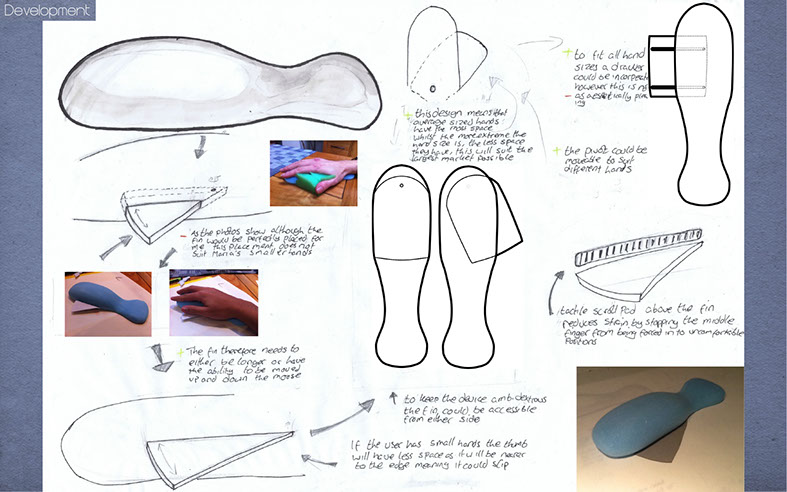 Development
+ to fit all hand
sizes a
could be
however this is
- as aesthetically
+ this design means that
average sized hands
have the most space
whilst the more extreme the
hand size is, the less space
they have, this will suit the
largest market possible
+ the pivot could be
moveable to suit
different hands
- As the photos show although the
fin would be perfectly placed for
me this placement, does not
suit Maria's smaller hands
tactile scroll pad above the fin
reduces strain by stopping the middle
finger from being forced in to uncomfortable
positions
+ The fin therefore needs to
either be longer or have
the ability to be moved
up and down the mouse
to keep the device ambidextrous
the fin could be accessible
from either side
If the user has small hands the thumb
will have less space as it will be nearer
to the edge meaning it could slip